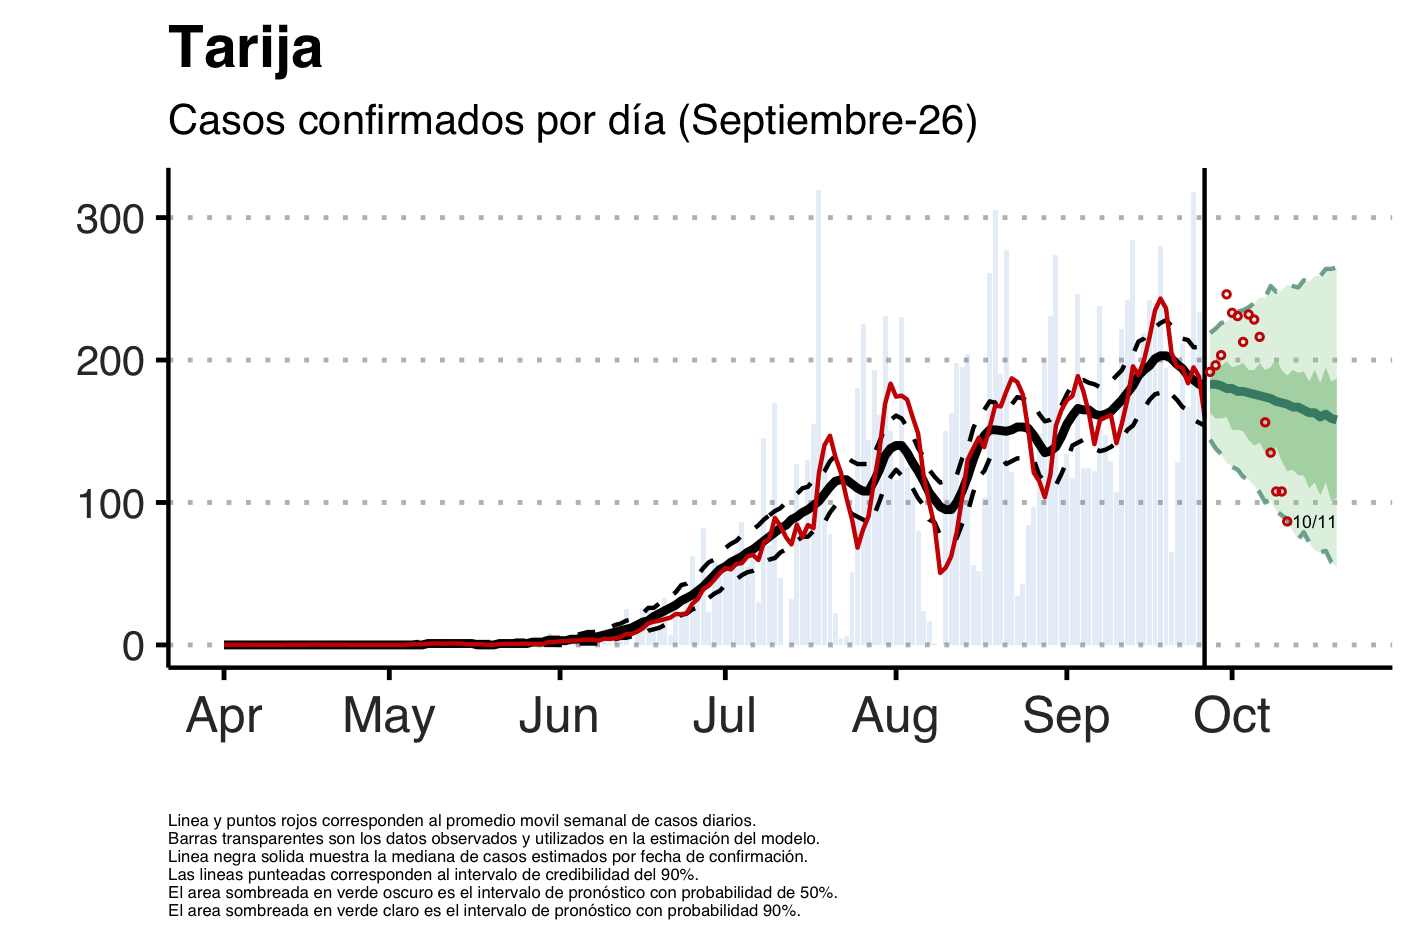 Tarija
Casos confirmados por día (Septiembre-26)
300
200
100
0
10/11
Apr May Jun Jul Aug Sep Oct
Linea y puntos rojos corresponden al promedio movil semanal de casos diarios.
Barras transparentes son los datos observados y utilizados en la estimación del modelo.
Linea negra solida muestra la mediana de casos estimados por fecha de confirmación.
Las lineas punteadas corresponden al intervalo de credibilidad del 90%.
El area sombreada en verde oscuro es el intervalo de pronóstico con probabilidad de 50%.
El area sombreada en verde claro es el intervalo de pronóstico con probabilidad 90%.